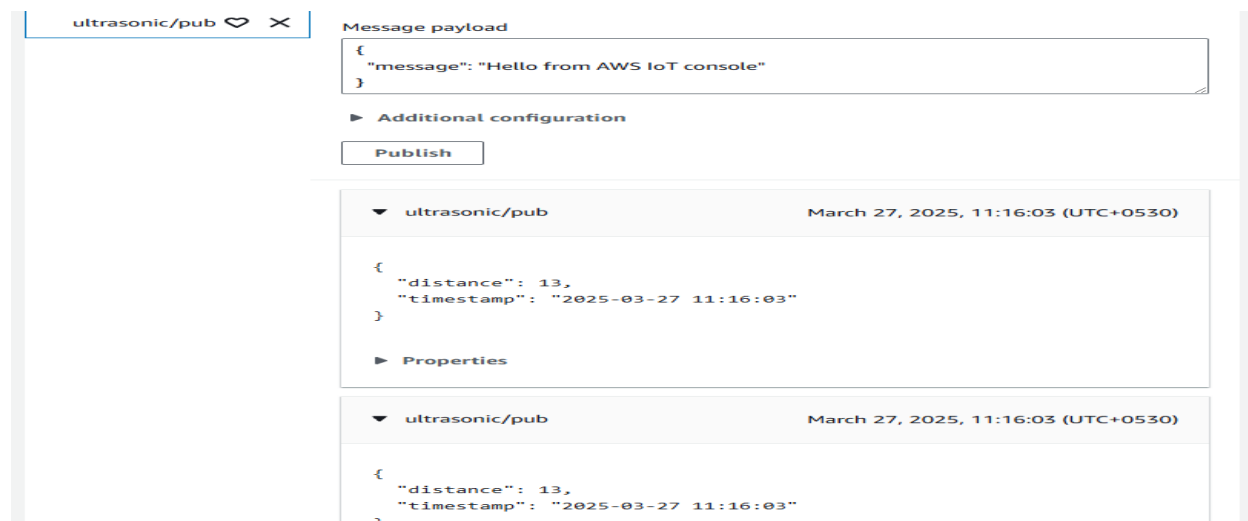 ultrasonic/pub
Message payload
{
"message": "Hello from AWS IoT console"
}
Additional configuration
Publish
ultrasonic/pub March 27, 2025, 11:16:03 (UTC+0530)
{
"distance": 13,
"timestamp": "2025-03-27 11:16:03"
}
Properties
ultrasonic/pub March 27, 2025, 11:16:03 (UTC+0530)
{
"distance": 13,
"timestamp": "2025-03-27 11:16:03"
}